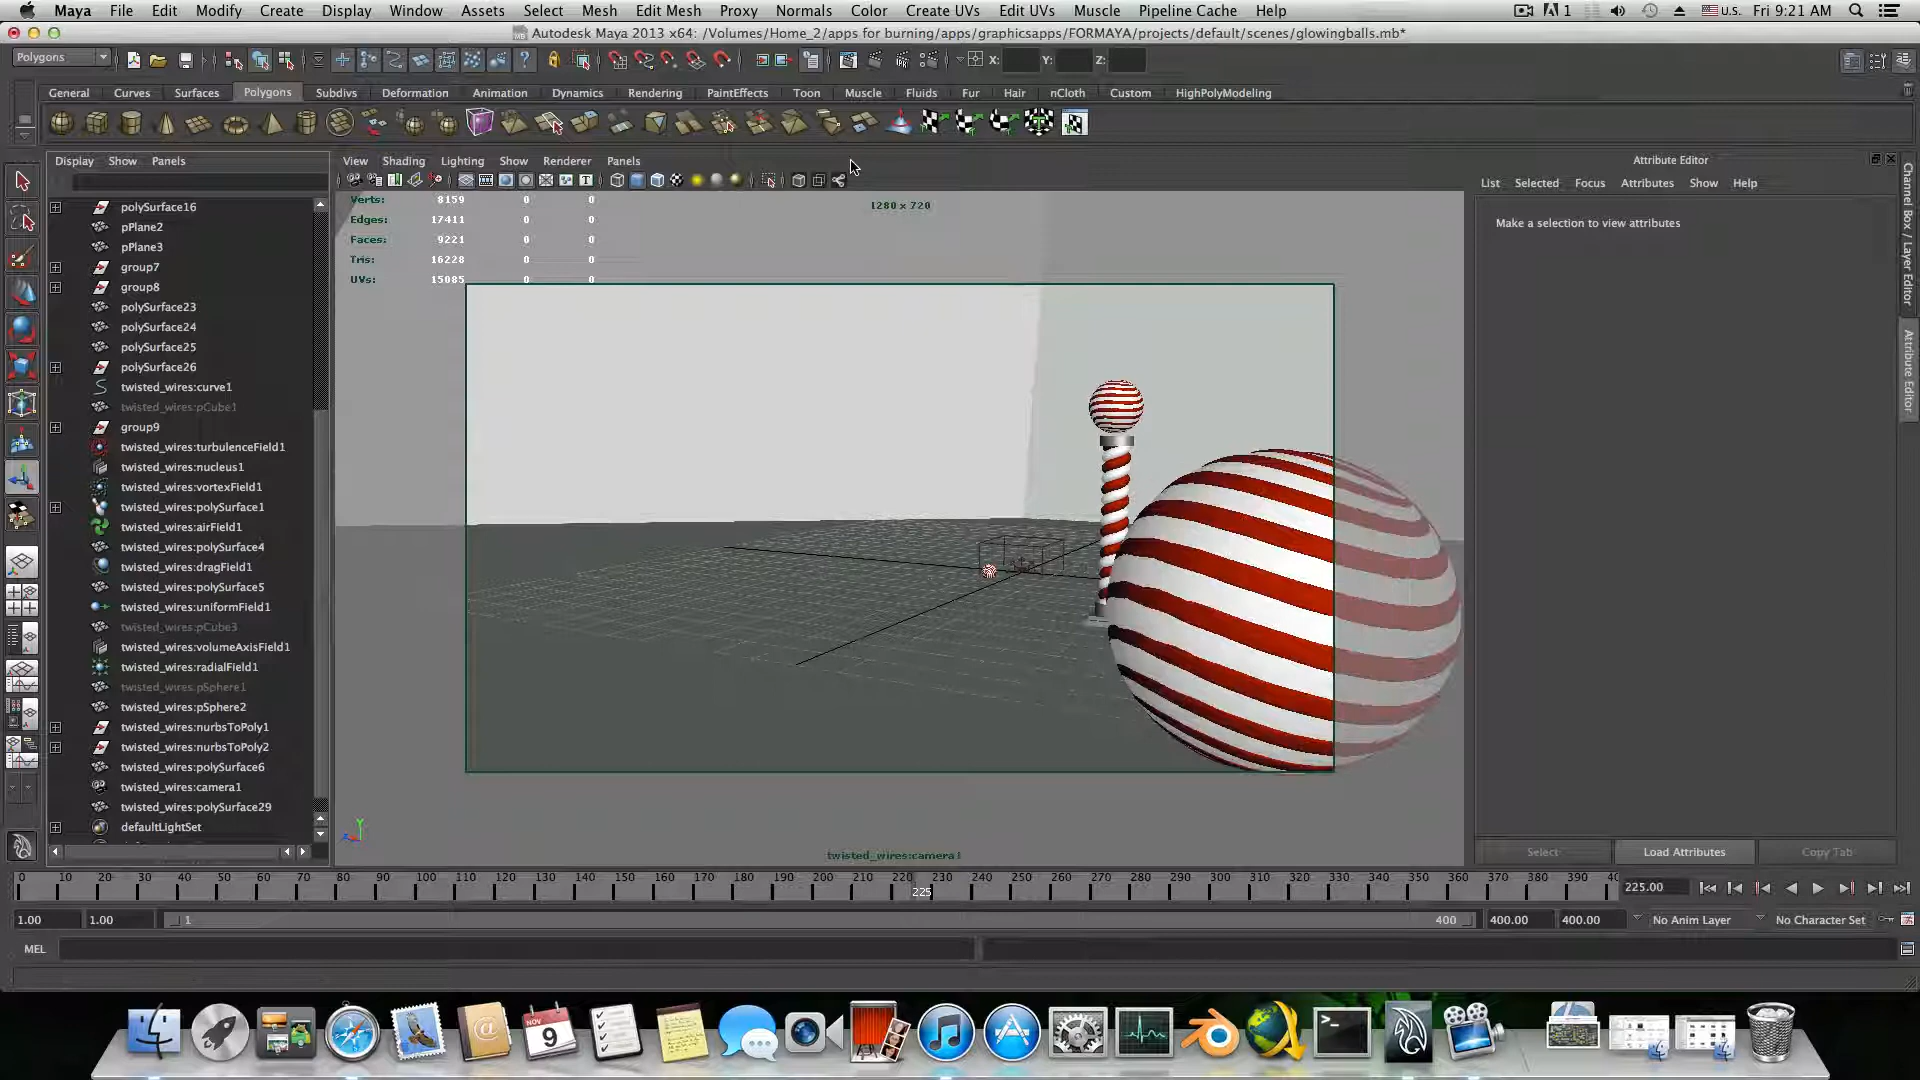 Maya File Edit Modify Create Display Window Assets Select Mesh Edit Mesh Proxy Normals Color Create UVs Edit UVs Muscle Pipeline Cache Help 1 U.S. Fri 9:21 AM
Autodesk Maya 2013 x64: /Volumes/Home_2/apps for burning/apps/graphicsapps/FORMAYA/projects/default/scenes/glowingballs.mb*
Polygons X: Y: Z:
General Curves Surfaces Polygons Subdivs Deformation Animation Dynamics Rendering PaintEffects Toon Muscle Fluids Fur Hair nCloth Custom HighPolyModeling
Display Show Panels
View Shading Lighting Show Renderer Panels
Attribute Editor
List Selected Focus Attributes Show Help
Make a selection to view attributes
Channel Box / Layer Editor
Attribute Editor
polySurface16
pPlane2
pPlane3
group7
group8
polySurface23
polySurface24
polySurface25
polySurface26
twisted_wires:curve1
twisted_wires:pCube1
group9
twisted_wires:turbulenceField1
twisted_wires:nucleus1
twisted_wires:vortexField1
twisted_wires:polySurface1
twisted_wires:airField1
twisted_wires:polySurface4
twisted_wires:dragField1
twisted_wires:polySurface5
twisted_wires:uniformField1
twisted_wires:pCube3
twisted_wires:volumeAxisField1
twisted_wires:radialField1
twisted_wires:pSphere1
twisted_wires:pSphere2
twisted_wires:nurbsToPoly1
twisted_wires:nurbsToPoly2
twisted_wires:polySurface6
twisted_wires:camera1
twisted_wires:polySurface29
defaultLightSet
Verts: 8159 0 0
Edges: 17411 0 0
Faces: 9221 0 0
Tris: 16228 0 0
UVs: 15085 0 0
1280 x 720
Y
twisted_wires:camera1
Select Load Attributes Copy Tab
0 10 20 30 40 50 60 70 80 90 100 110 120 130 140 150 160 170 180 190 200 210 220 230 240 250 260 270 280 290 300 310 320 330 340 350 360 370 380 390 40
225
225.00
1.00 1.00 1 400 400.00 400.00 No Anim Layer No Character Set
MEL
NOV
9